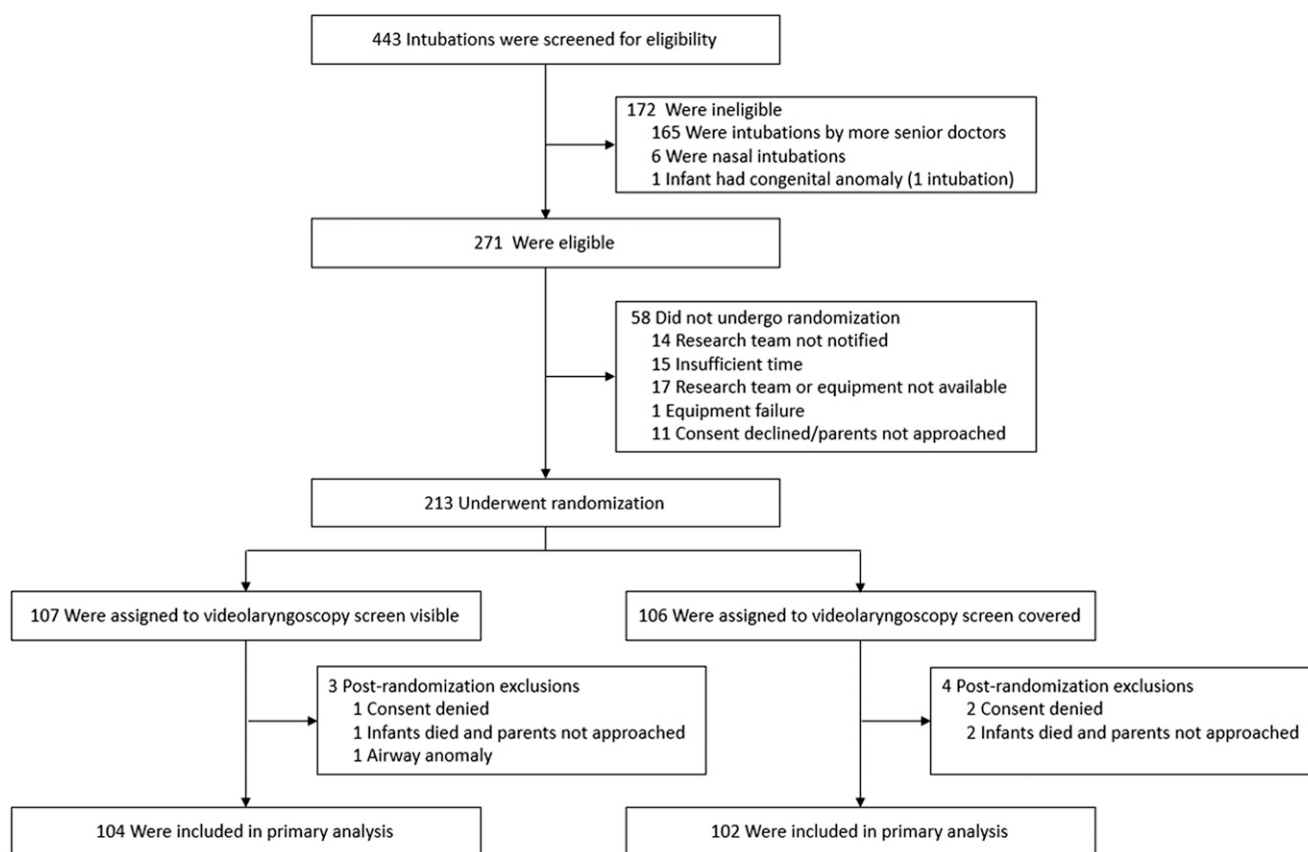 443 Intubations were screened for eligibility
172 Were ineligible
165 Were intubations by more senior doctors
6 Were nasal intubations
1 Infant had congenital anomaly (1 intubation)
271 Were eligible
58 Did not undergo randomization
14 Research team not notified
15 Insufficient time
17 Research team or equipment not available
1 Equipment failure
11 Consent declined/parents not approached
213 Underwent randomization
107 Were assigned to videolaryngoscopy screen visible
106 Were assigned to videolaryngoscopy screen covered
3 Post-randomization exclusions
1 Consent denied
1 Infants died and parents not approached
1 Airway anomaly
4 Post-randomization exclusions
2 Consent denied
2 Infants died and parents not approached
104 Were included in primary analysis
102 Were included in primary analysis